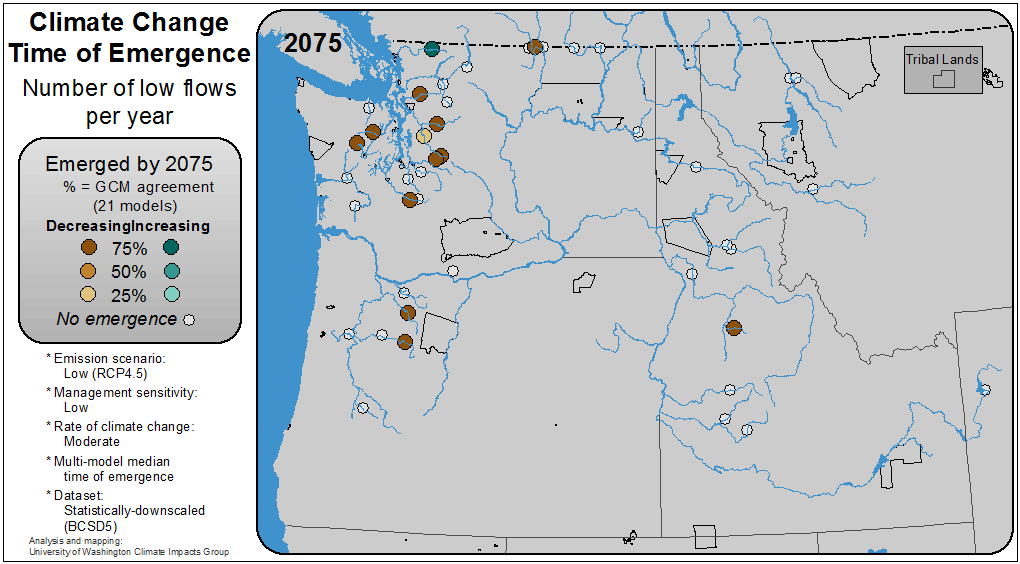 Climate Change
Time of Emergence
Number of low flows
per year
Emerged by 2075
% = GCM agreement
(21 models)
DecreasingIncreasing
75%
50%
25%
No emergence
* Emission scenario:
Low (RCP4.5)
* Management sensitivity:
Low
* Rate of climate change:
Moderate
* Multi-model median
time of emergence
* Dataset:
Statistically-downscaled
(BCSD5)
Analysis and mapping:
University of Washington Climate Impacts Group
2075
Tribal Lands